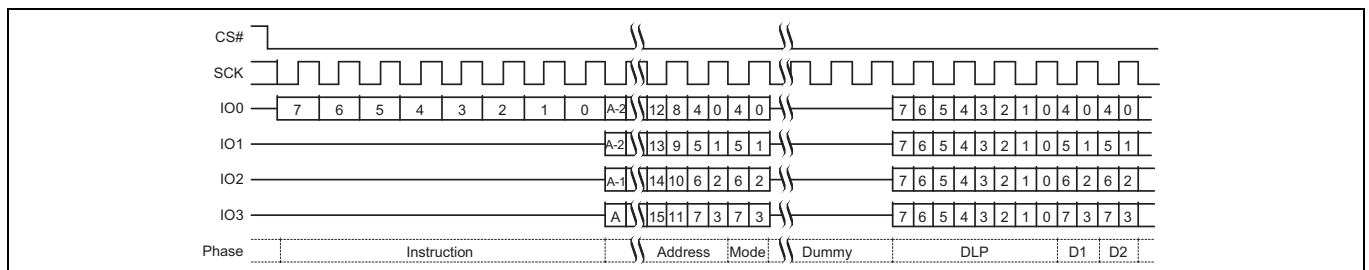 CS#
SCK
IO0 7 6 5 4 3 2 1 0 A-2 12 8 4 0 4 0 7 6 5 4 3 2 1 0 4 0 4 0
IO1 A-2 13 9 5 1 5 1 7 6 5 4 3 2 1 0 5 1 5 1
IO2 A-1 14 10 6 2 6 2 7 6 5 4 3 2 1 0 6 2 6 2
IO3 A 15 11 7 3 7 3 7 6 5 4 3 2 1 0 7 3 7 3
Phase Instruction Address Mode Dummy DLP D1 D2